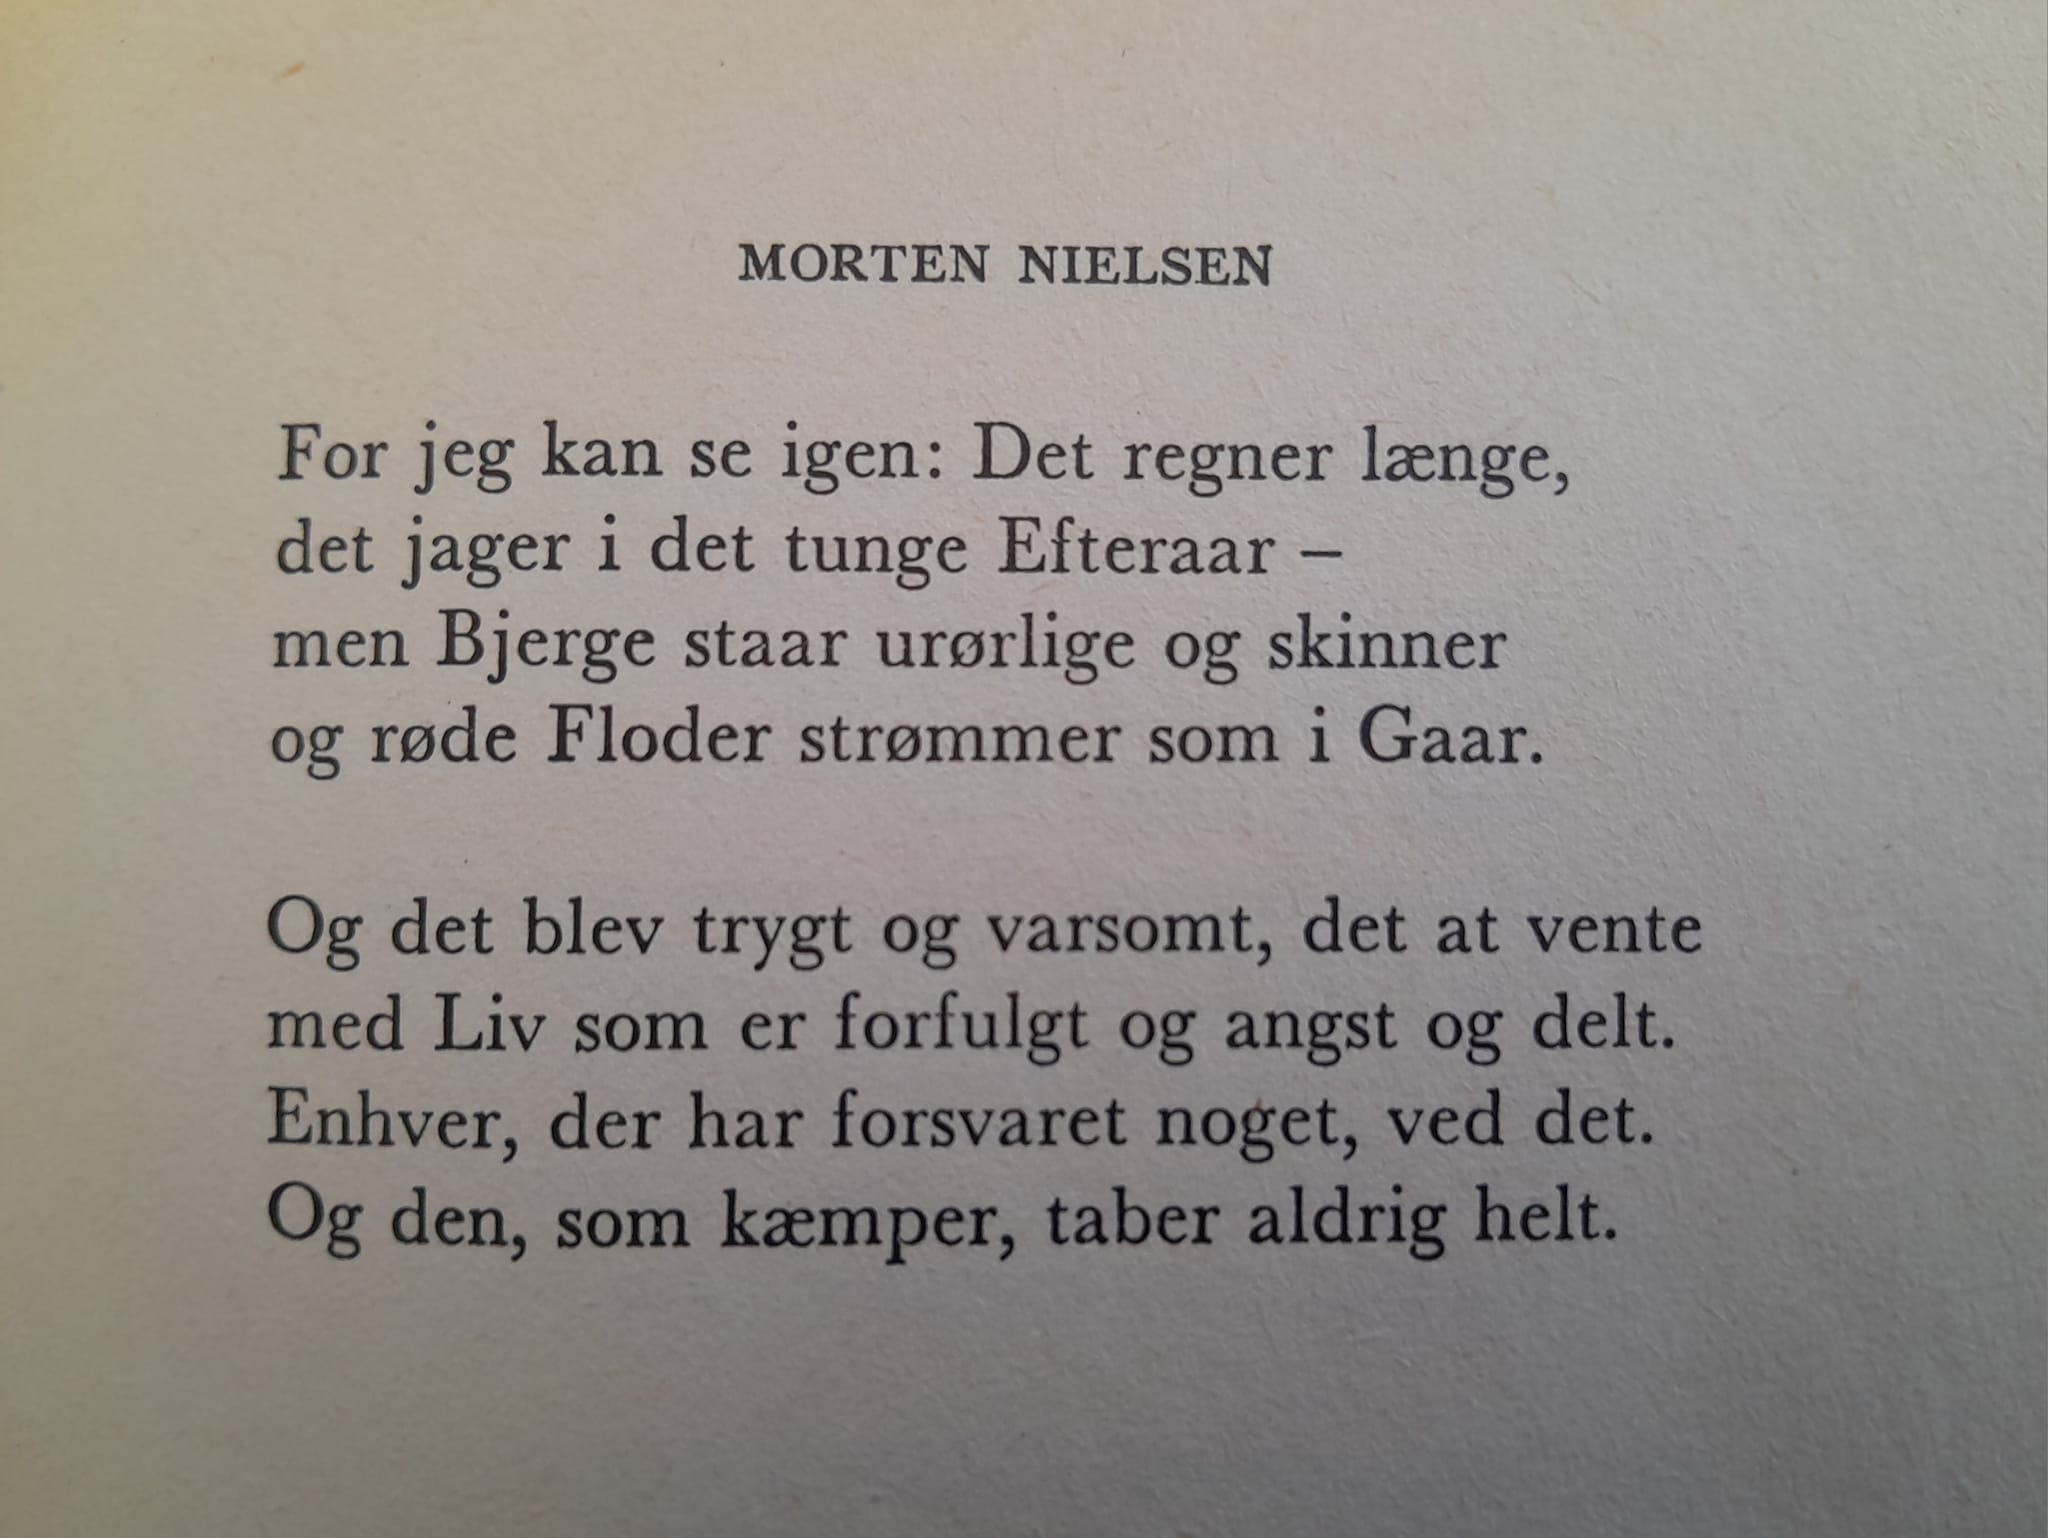 MORTEN NIELSEN
For jeg kan se igen: Det regner længe,
det jager i det tunge Efteraar –
men Bjerge staar urørlige og skinner
og røde Floder strømmer som i Gaar.
Og det blev trygt og varsomt, det at vente
med Liv som er forfulgt og angst og delt.
Enhver, der har forsvaret noget, ved det.
Og den, som kæmper, taber aldrig helt.